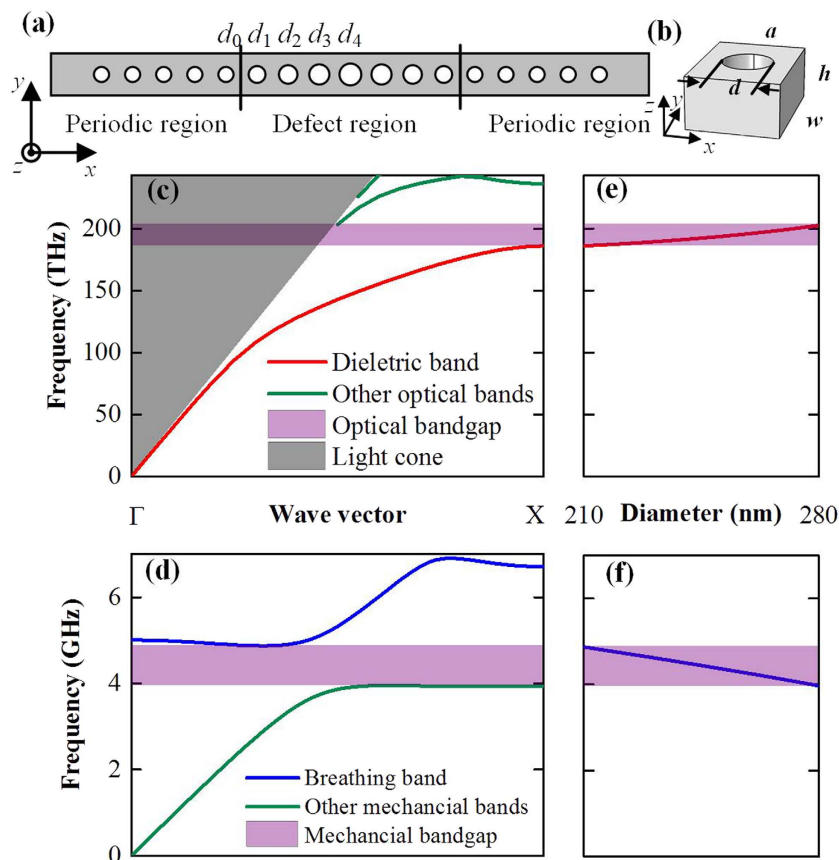 (a)
d0 d1 d2 d3 d4
y
z
x
Periodic region
Defect region
Periodic region
(b)
a
h
d
w
z
y
x
(c)
Frequency (THz)
200
150
100
50
0
Dieletric band
Other optical bands
Optical bandgap
Light cone
(e)
Γ
Wave vector
X
210
Diameter (nm)
280
(d)
Frequency (GHz)
6
4
2
0
Breathing band
Other mechancial bands
Mechancial bandgap
(f)